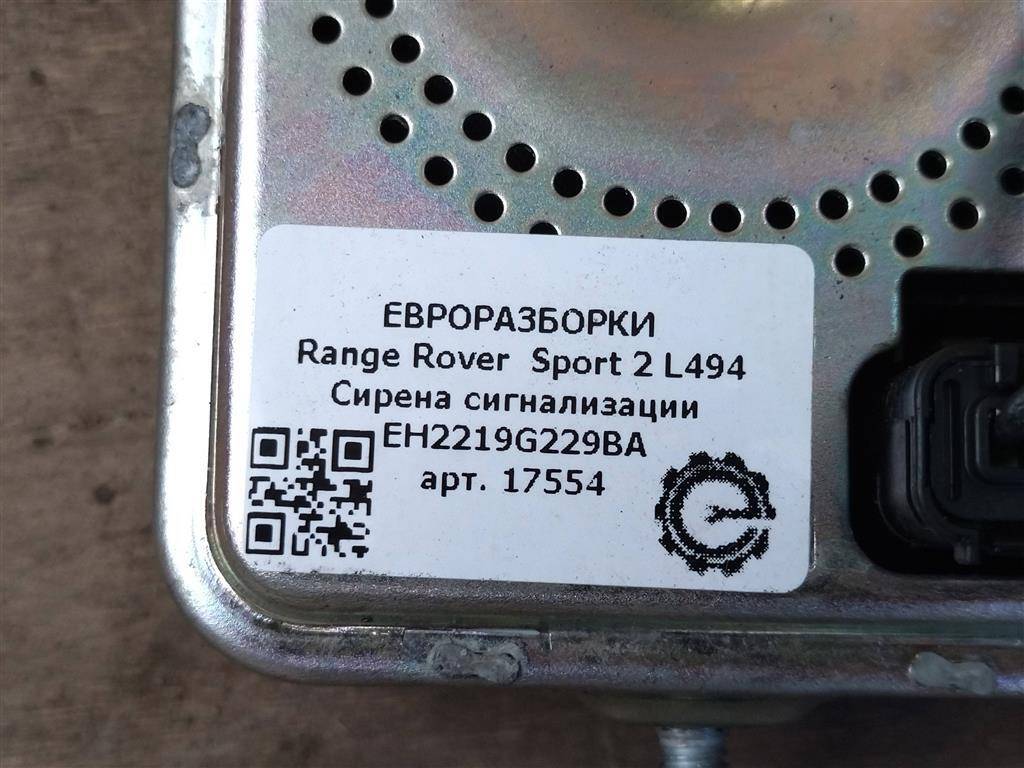 ЕВРОРАЗБОРКИ
Range Rover Sport 2 L494
Сирена сигнализации
EH2219G229BA
арт. 17554